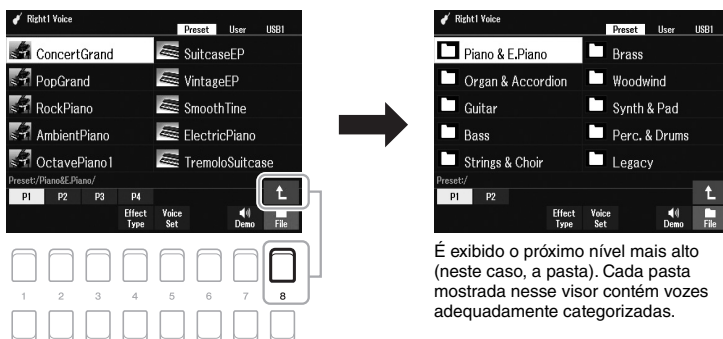 Right1 Voice
Preset User USB1
ConcertGrand SuitcaseEP
PopGrand VintageEP
RockPiano SmoothTine
AmbientPiano ElectricPiano
OctavePiano1 TremoloSuitcase
Preset:/Piano&E.Piano/
P1 P2 P3 P4
Effect Type Voice Set Demo File
1 2 3 4 5 6 7 8
Right1 Voice
Preset User USB1
Piano & E.Piano Brass
Organ & Accordion Woodwind
Guitar Synth & Pad
Bass Perc. & Drums
Strings & Choir Legacy
Preset:/
P1 P2
Effect Type Voice Set Demo File
É exibido o próximo nível mais alto
(neste caso, a pasta). Cada pasta
mostrada nesse visor contém vozes
adequadamente categorizadas.